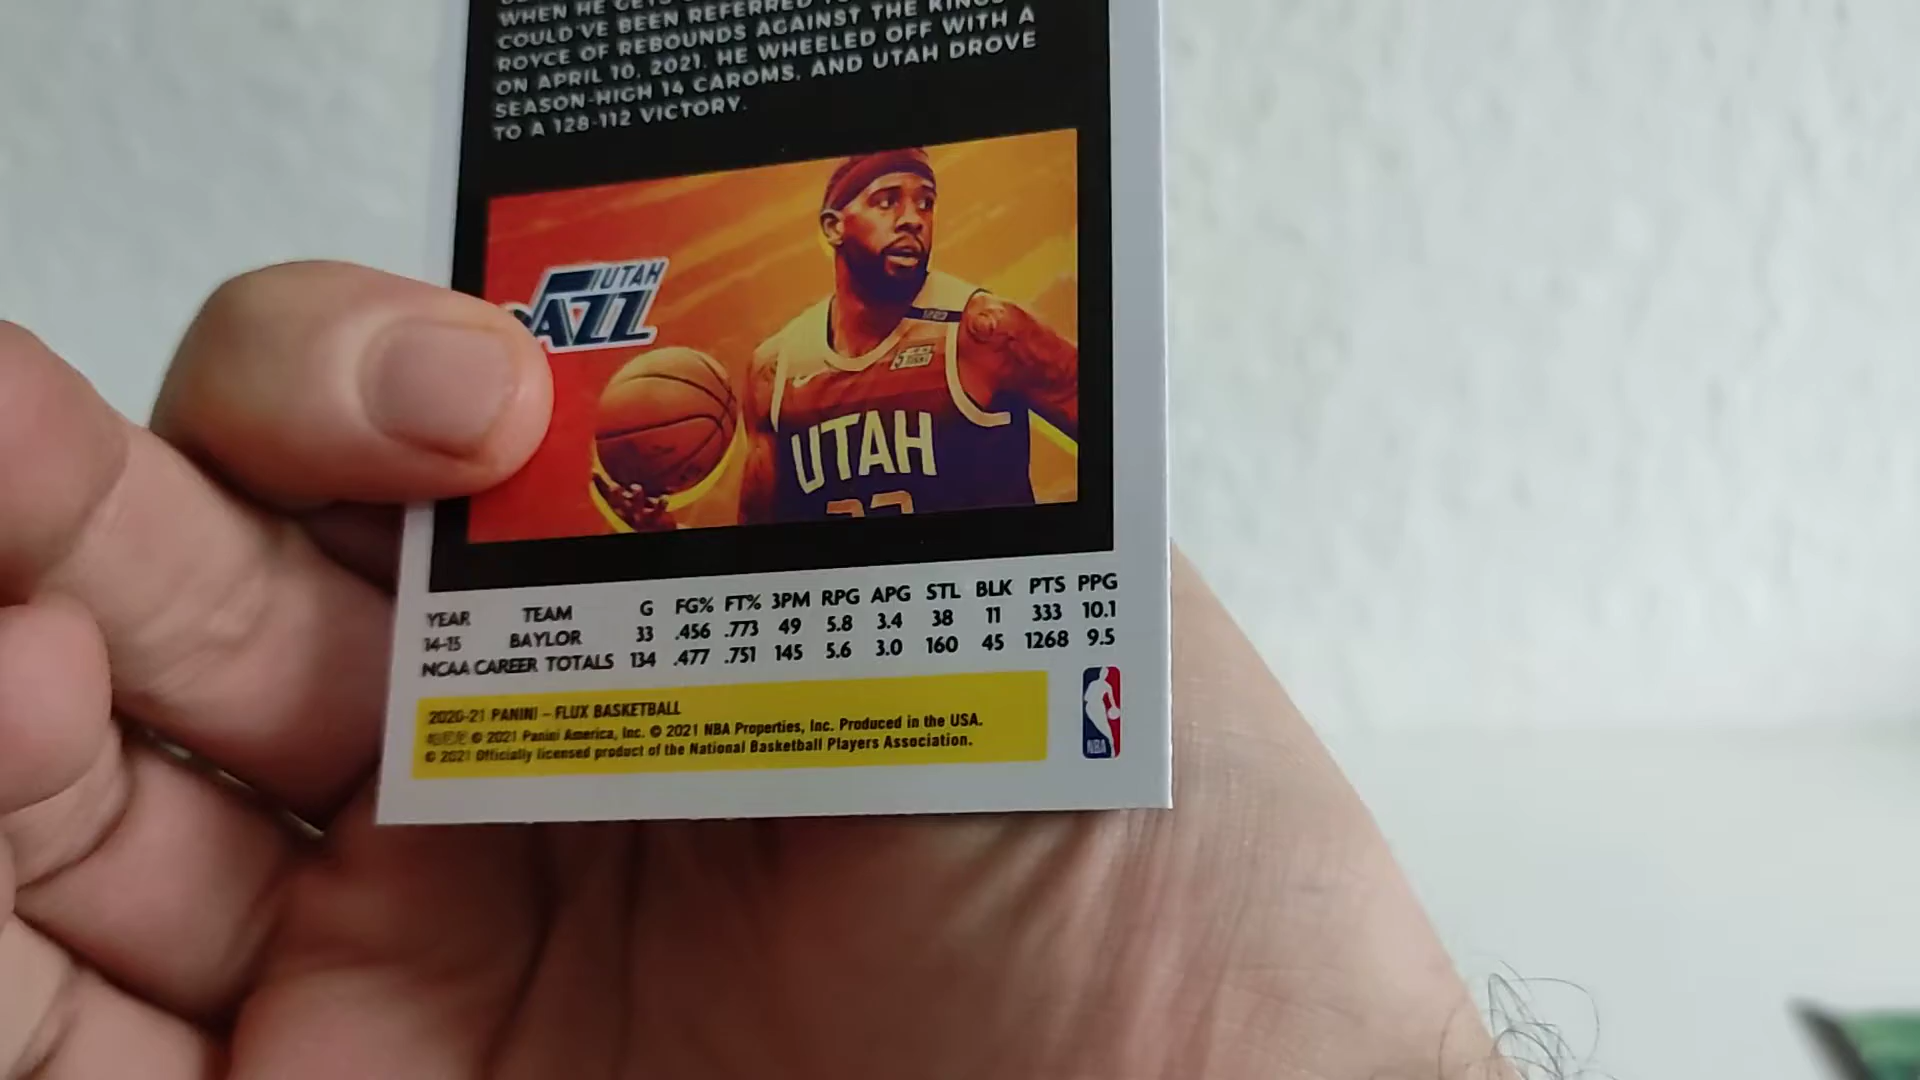 WHEN HE GETS
COULD'VE BEEN REFERRED
ROYCE OF REBOUNDS AGAINST THE KINGS
ON APRIL 10, 2021. HE WHEELED OFF WITH A
SEASON-HIGH 14 CAROMS, AND UTAH DROVE
TO A 128-112 VICTORY.
UTAH
JAZZ
UTAH
YEAR TEAM G FG% FT% 3PM RPG APG STL BLK PTS PPG
14-15 BAYLOR 33 .456 .773 49 5.8 3.4 38 11 333 10.1
NCAA CAREER TOTALS 134 .477 .751 145 5.6 3.0 160 45 1268 9.5
2020-21 PANINI – FLUX BASKETBALL
© 2021 Panini America, Inc. © 2021 NBA Properties, Inc. Produced in the USA.
© 2021 Officially licensed product of the National Basketball Players Association.
NBA